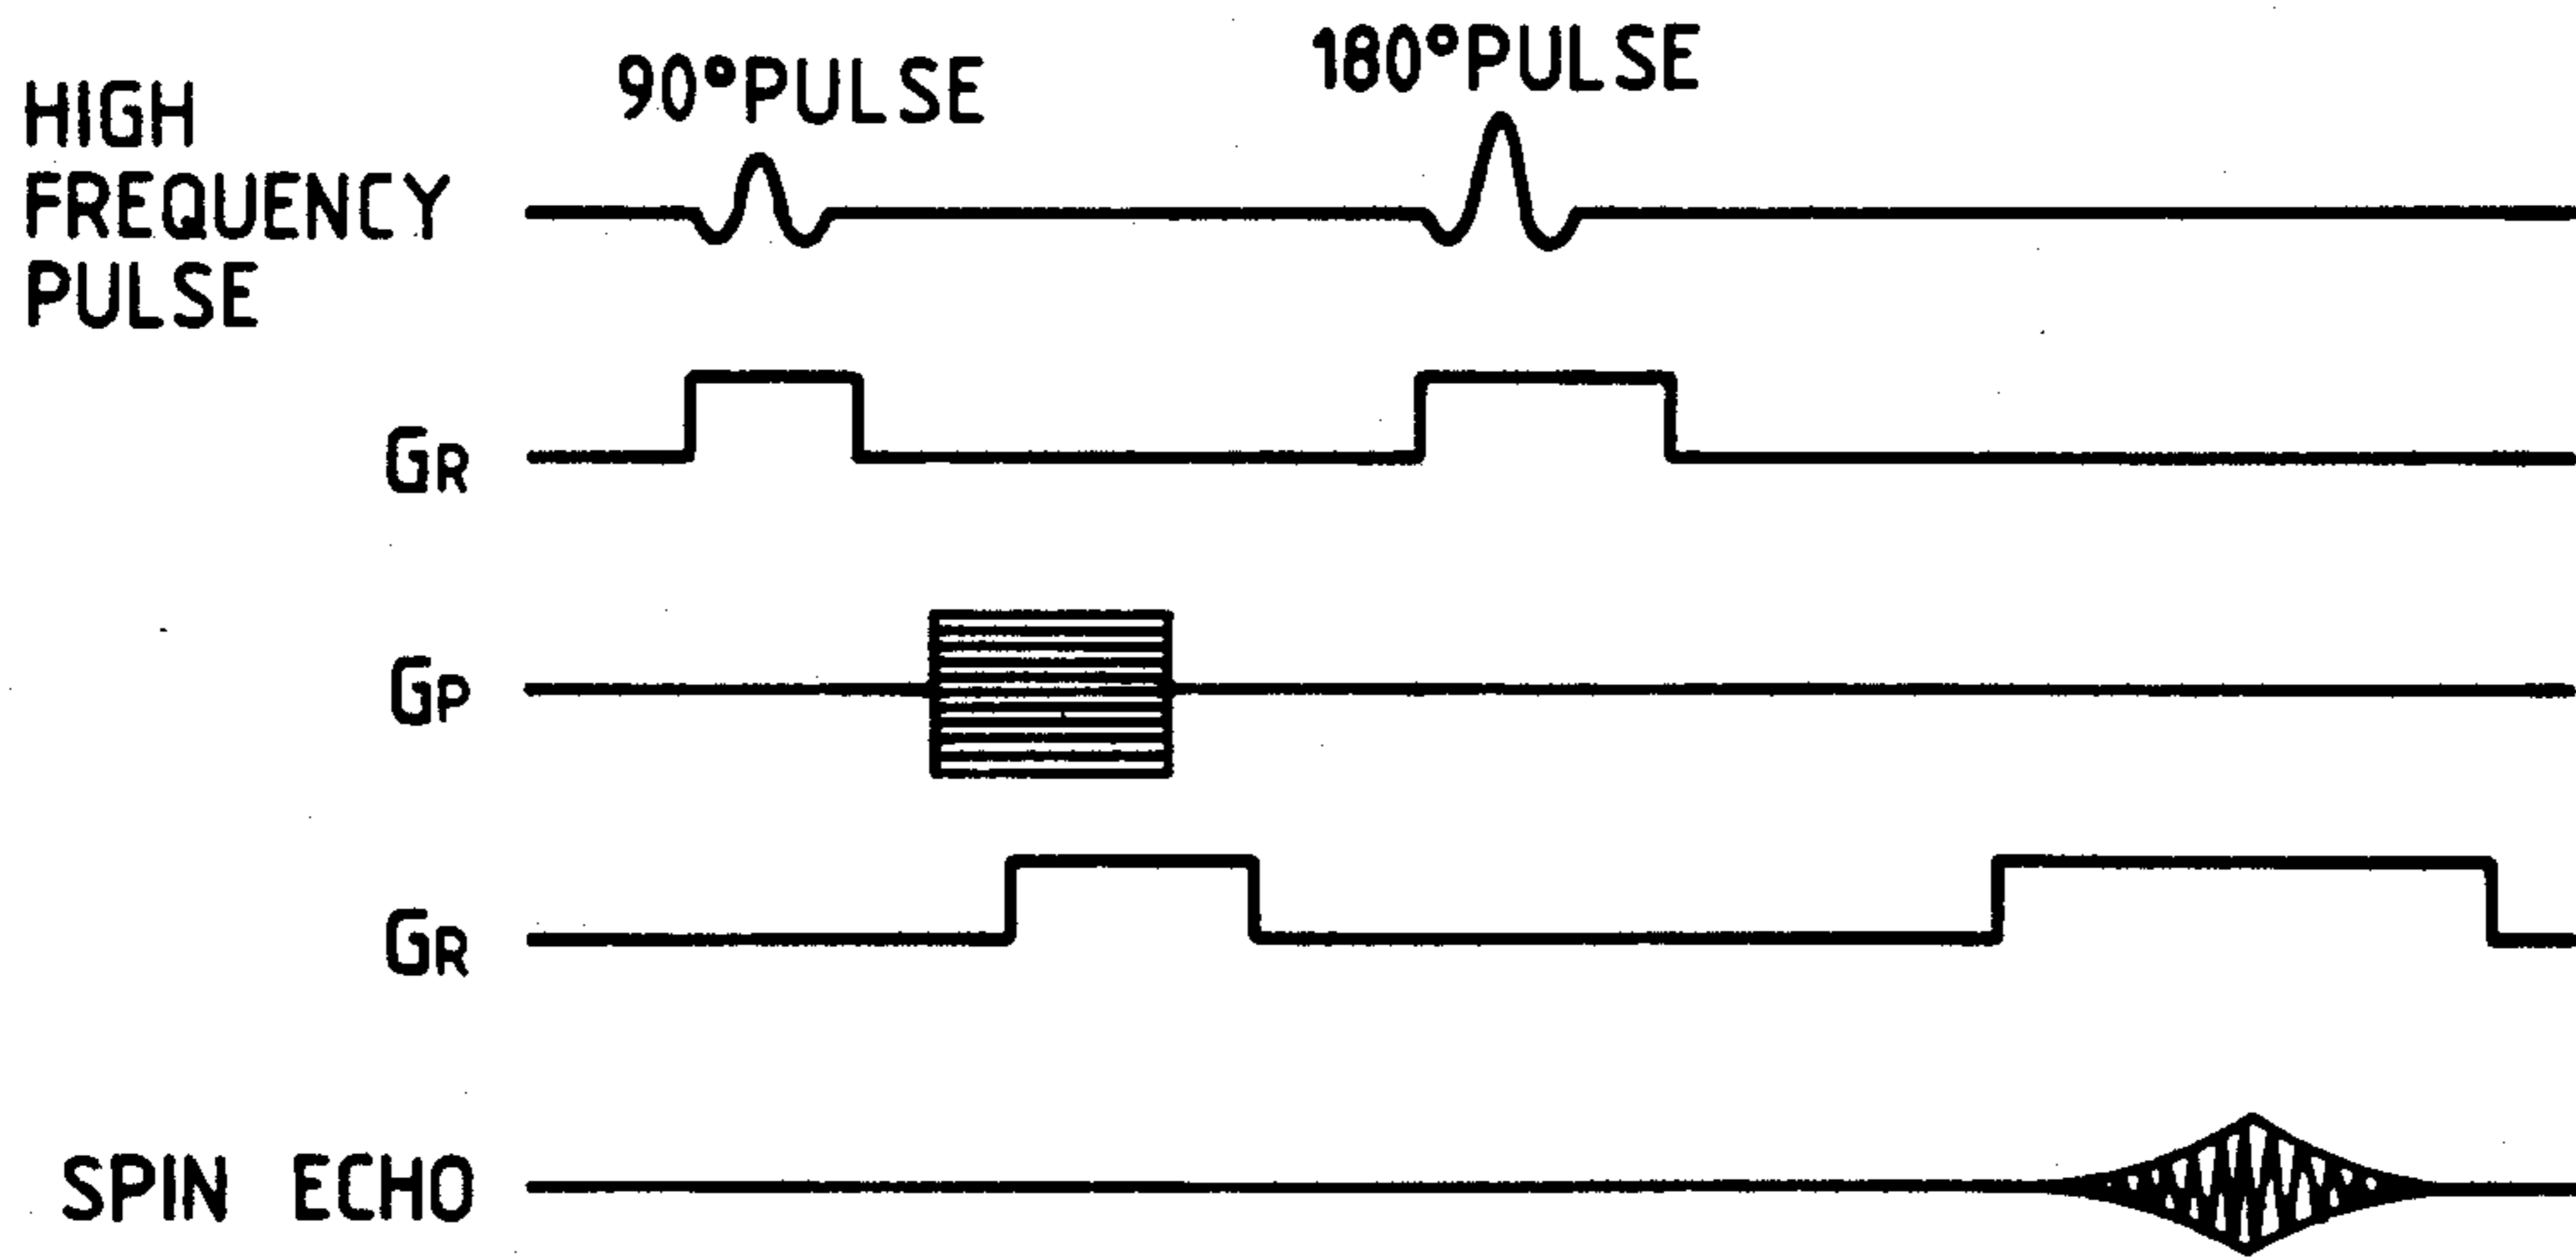 90°PULSE
180°PULSE
HIGH
FREQUENCY
PULSE
GR
GP
GR
SPIN ECHO